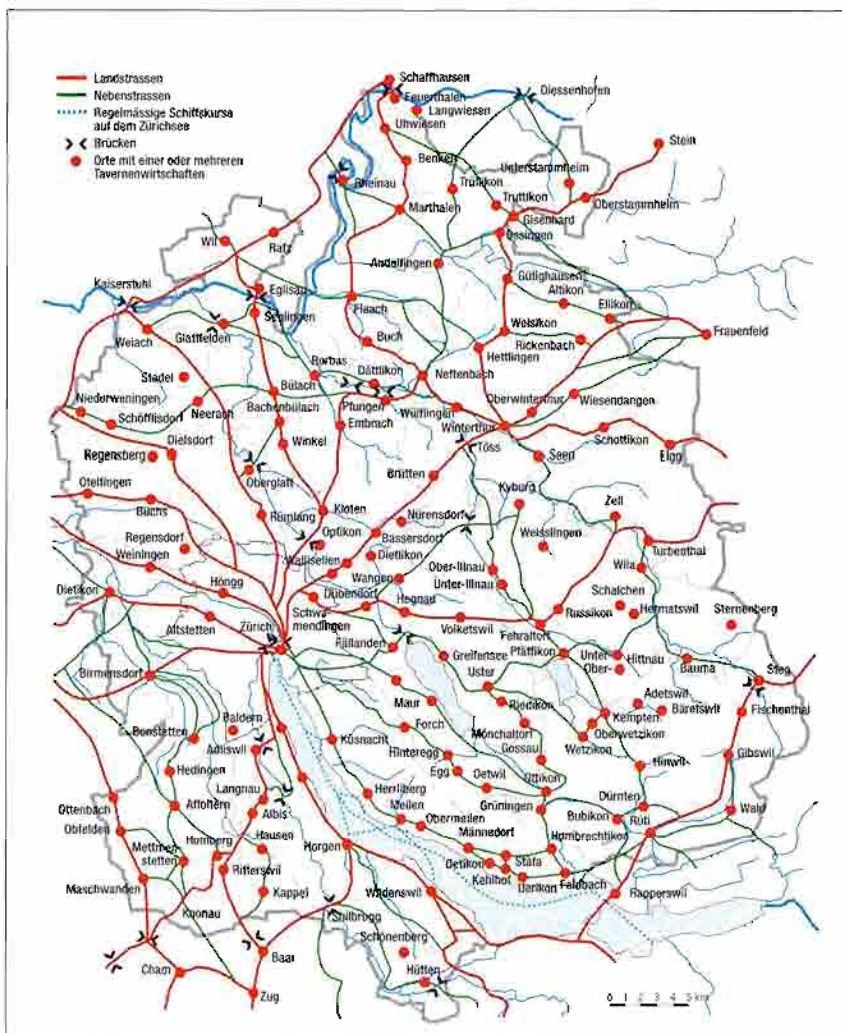 Landstrassen
Nebenstrassen
Regelmässige Schiffskurse
auf dem Zürichsee
Brücken
Orte mit einer oder mehreren
Tavernenwirtschaften
Schaffhausen
Feuerthalen
Langwiesen
Diessenhofen
Uhwiesen
Benken
Stein
Rheinau
Trüllikon
Unterstammheim
Truttikon
Oberstammheim
Marthalen
Gisenhard
Ossingen
Wil
Rafz
Andelfingen
Gütighausen
Kaiserstuhl
Eglisau
Altikon
Ellikon
Seglingen
Flaach
Weiach
Glattfelden
Buch
Welsikon
Rickenbach
Frauenfeld
Hettlingen
Rorbas
Dättlikon
Stadel
Neftenbach
Niederweningen
Bülach
Neerach
Bachenbülach
Pfungen
Oberwinterthur
Wiesendangen
Schöfflisdorf
Embrach
Wülflingen
Winterthur
Dielsdorf
Winkel
Töss
Schottikon
Regensberg
Seen
Elgg
Oberglatt
Brütten
Otelfingen
Kyburg
Buchs
Kloten
Nürensdorf
Zell
Rümlang
Regensdorf
Opfikon
Bassersdorf
Weisslingen
Weiningen
Wallisellen
Dietlikon
Turbenthal
Ober-Illnau
Wila
Wangen
Unter-Illnau
Dietikon
Höngg
Dübendorf
Hegnau
Schalchen
Russikon
Hermatswil
Sternenberg
Altstetten
Zürich
Schwa-
mendingen
Volketswil
Fehraltorf
Fällanden
Pfäffikon
Unter-
Hittnau
Greifensee
Ober-
Bauma
Steg
Birmensdorf
Uster
Maur
Riedikon
Adetswil
Kempten
Bäretswil
Fischenthal
Bonstetten
Baldern
Forch
Mönchaltorf
Oberwetzikon
Adliswil
Küsnacht
Wetzikon
Hinteregg
Gossau
Gibswil
Hedingen
Egg
Oetwil
Hinwil
Langnau
Ottikon
Herrliberg
Ottenbach
Affoltern
Grüningen
Dürnten
Albis
Meilen
Obermeilen
Bubikon
Wald
Obfelden
Rüti
Hausen
Mettmen-
stetten
Männedorf
Hombrechtikon
Horgen
Stäfa
Rifferswil
Oetikon
Kehlhof
Uerikon
Feldbach
Maschwanden
Kappel
Wädenswil
Rapperswil
Knonau
Sihlbrugg
Schönenberg
Baar
Cham
Hütten
Zug
0 1 2 3 4 5 km